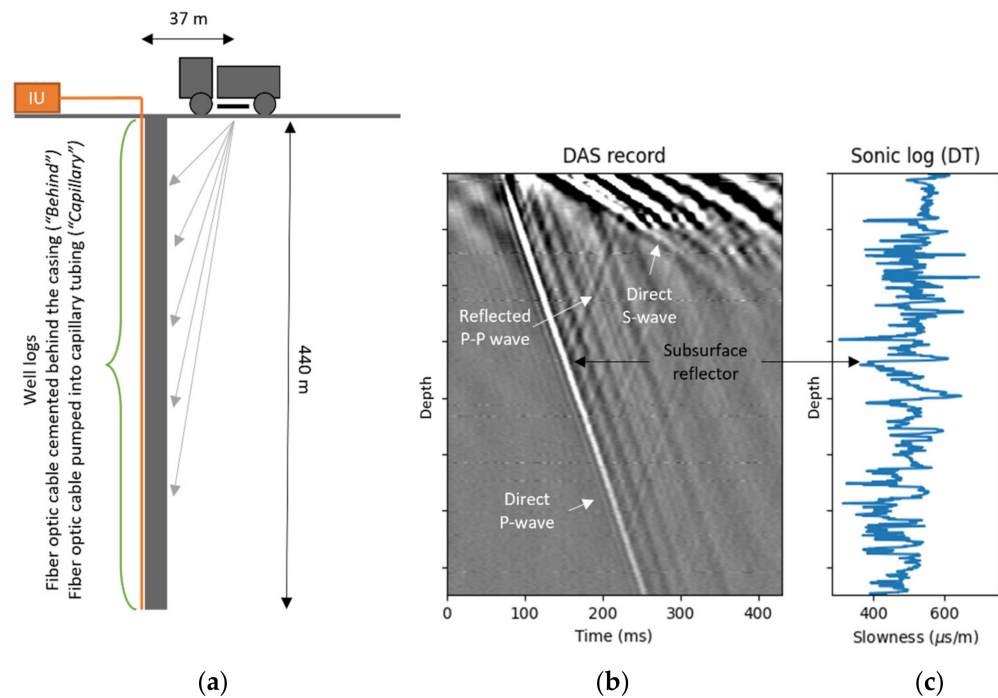 37 m
IU
Well logs
Fiber optic cable cemented behind the casing (“Behind”)
Fiber optic cable pumped into capillary tubing (“Capillary”)
440 m
(a)
DAS record
Depth
Reflected
P-P wave
Direct
S-wave
Subsurface
reflector
Direct
P-wave
0 100 200 300 400
Time (ms)
(b)
Sonic log (DT)
Depth
400 600
Slowness (μs/m)
(c)